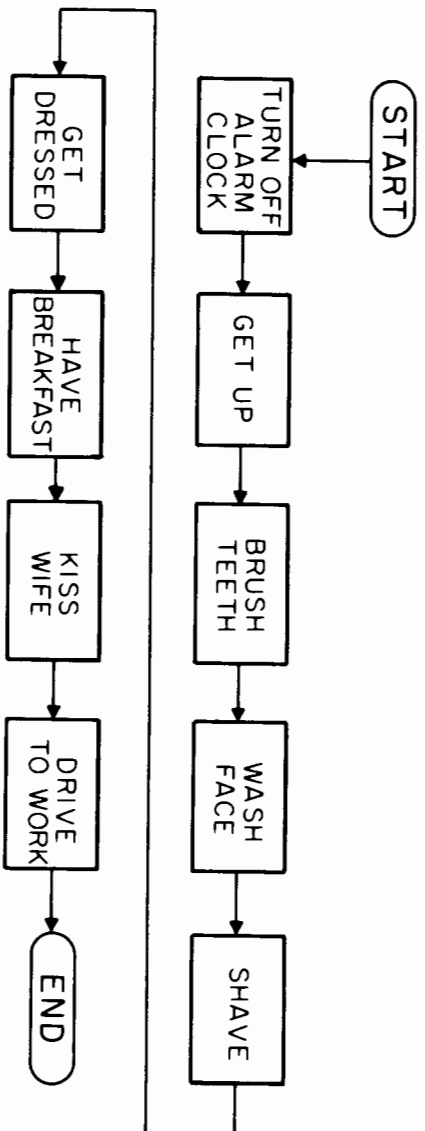 START
TURN OFF
ALARM
CLOCK
GET UP
BRUSH
TEETH
WASH
FACE
SHAVE
GET
DRESSED
HAVE
BREAKFAST
KISS
WIFE
DRIVE
TO WORK
END